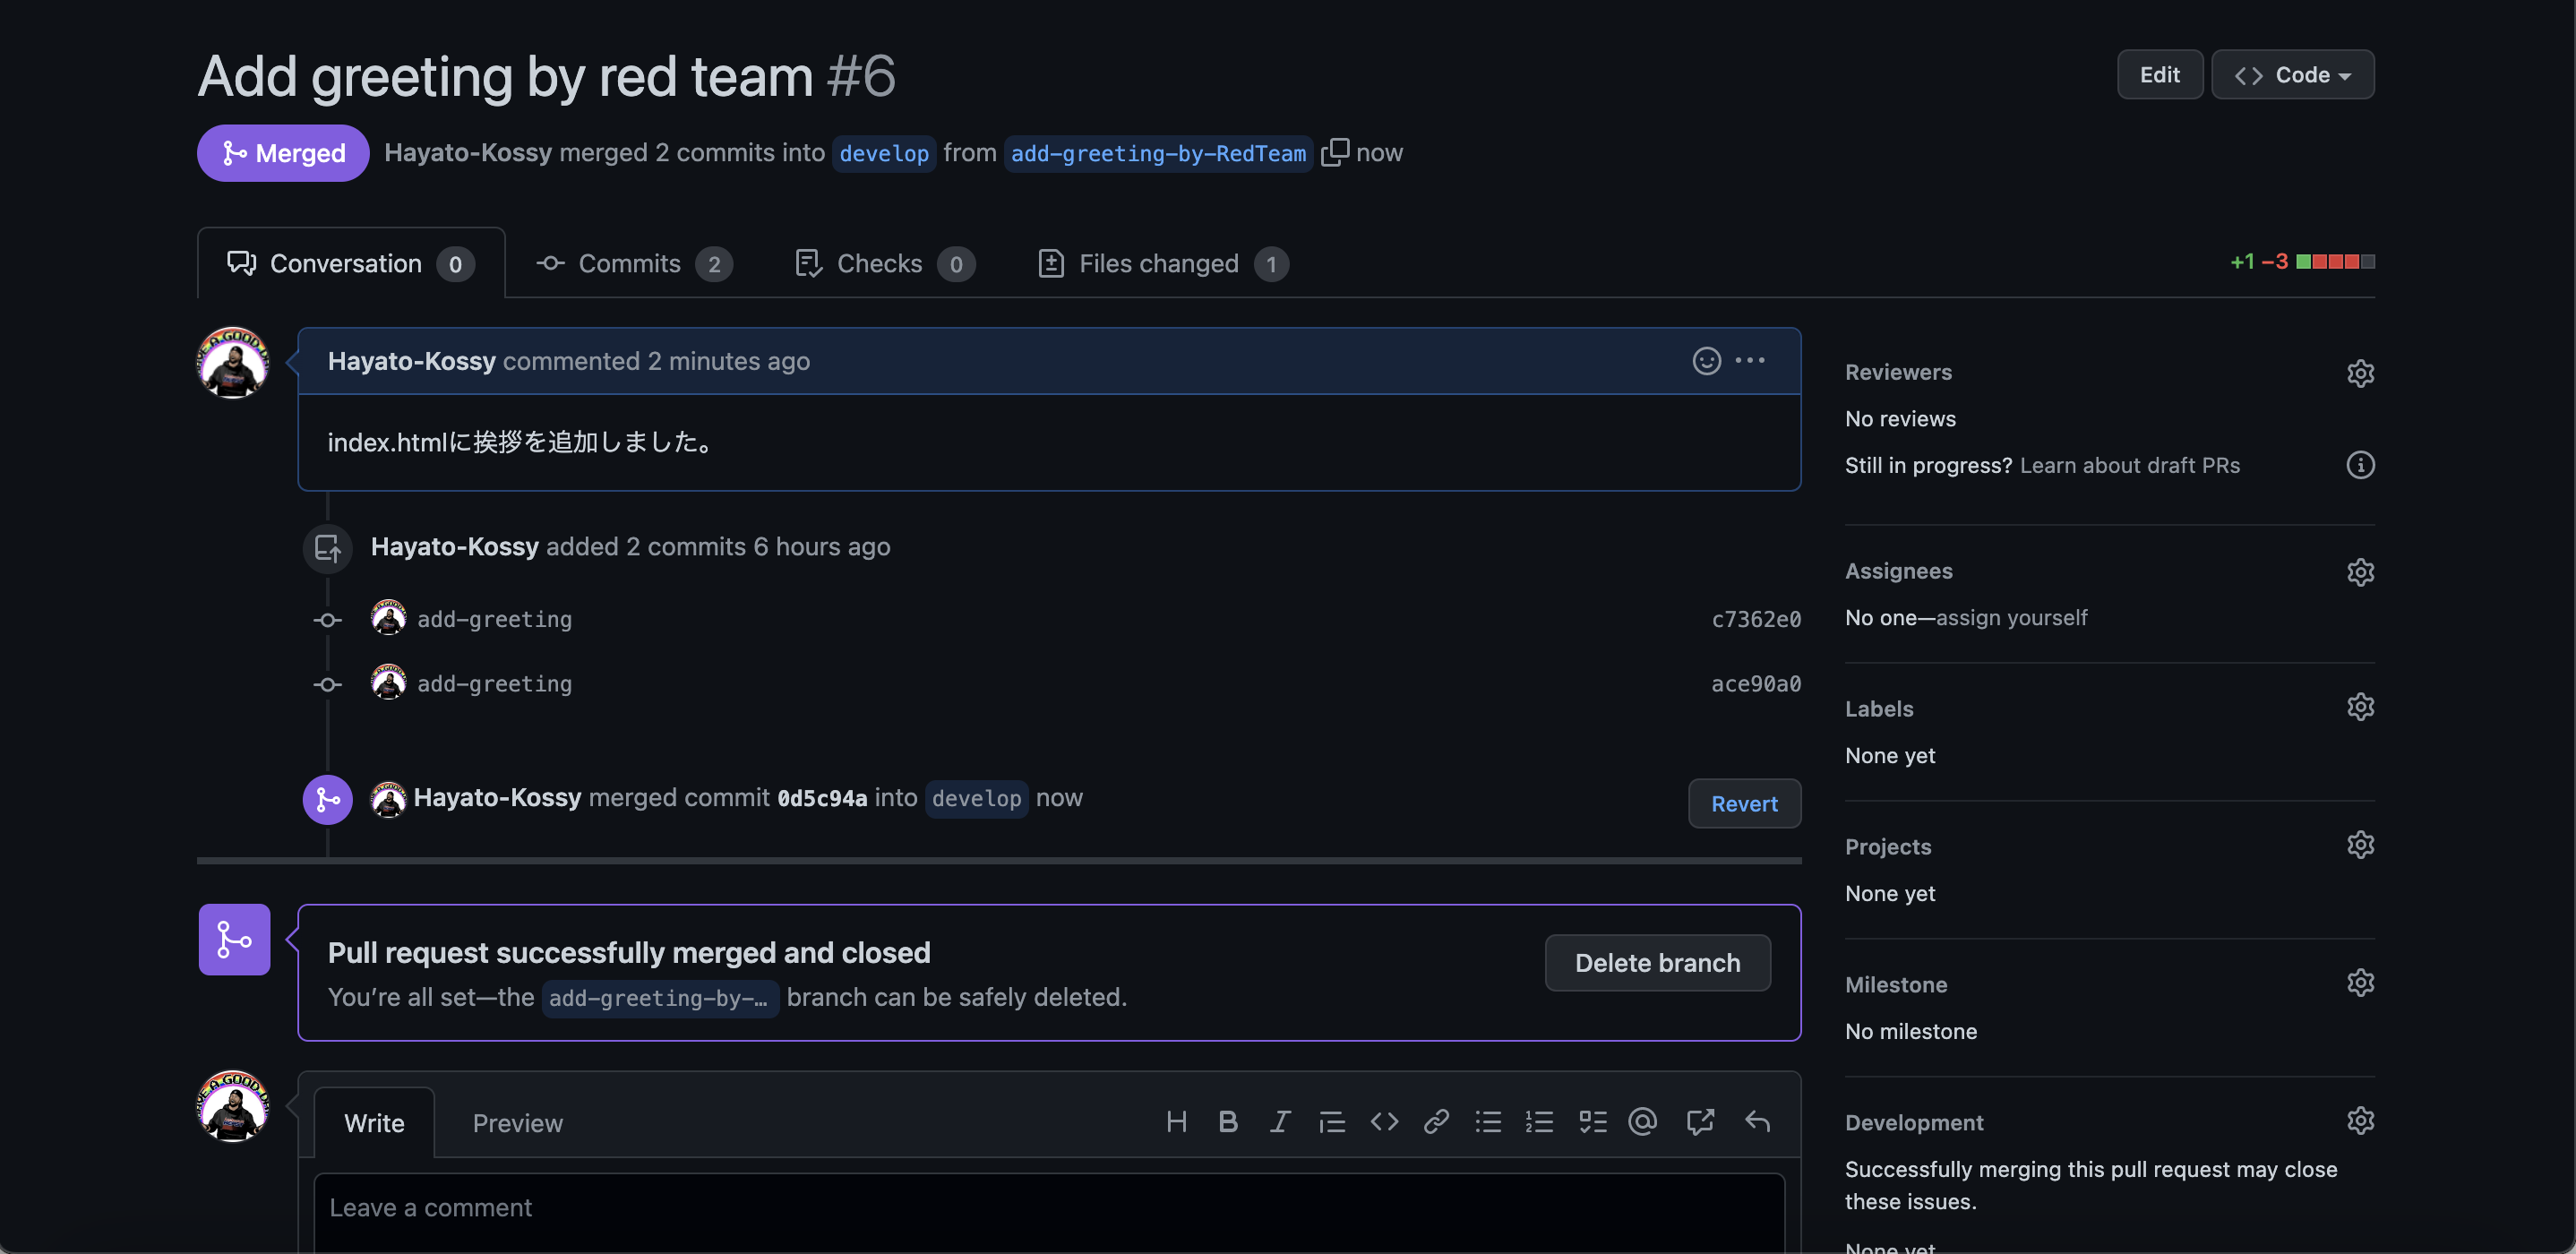 Add greeting by red team #6
Edit
Code
Merged
Hayato-Kossy merged 2 commits into develop from add-greeting-by-RedTeam now
Conversation 0
Commits 2
Checks 0
Files changed 1
+1 −3
Hayato-Kossy commented 2 minutes ago
index.htmlに挨拶を追加しました。
Hayato-Kossy added 2 commits 6 hours ago
add-greeting c7362e0
add-greeting ace90a0
Hayato-Kossy merged commit 0d5c94a into develop now
Revert
Pull request successfully merged and closed
You’re all set—the add-greeting-by-… branch can be safely deleted.
Delete branch
Write
Preview
Leave a comment
Reviewers
No reviews
Still in progress? Learn about draft PRs
Assignees
No one—assign yourself
Labels
None yet
Projects
None yet
Milestone
No milestone
Development
Successfully merging this pull request may close
these issues.
None yet